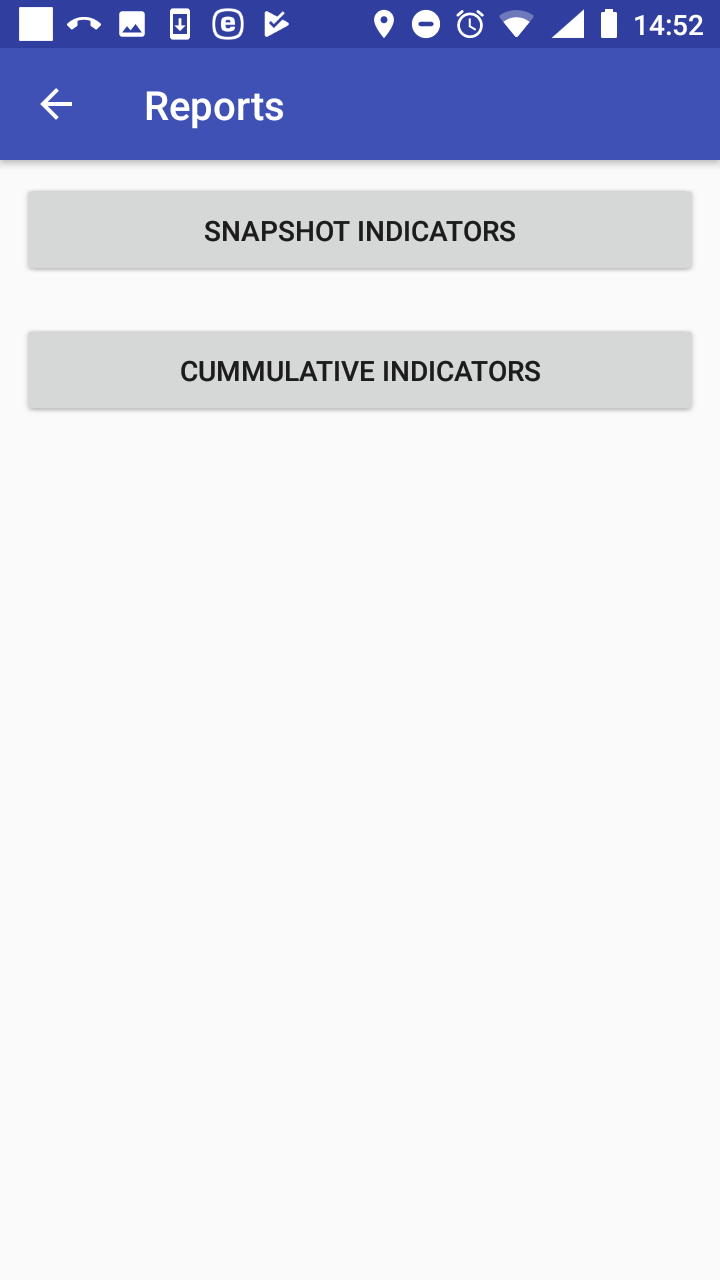 14:52
Reports
SNAPSHOT INDICATORS
CUMMULATIVE INDICATORS